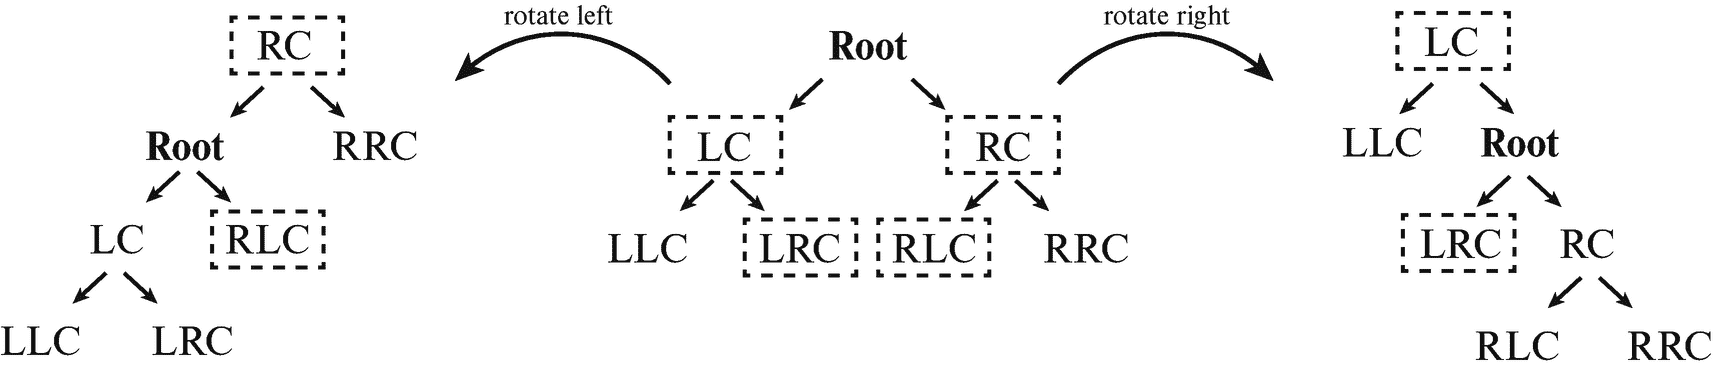 rotate left
rotate right
RC
Root
LC
Root
RRC
LC
RC
LLC
Root
LC
RLC
LLC
LRC
RLC
RRC
LRC
RC
LLC
LRC
RLC
RRC